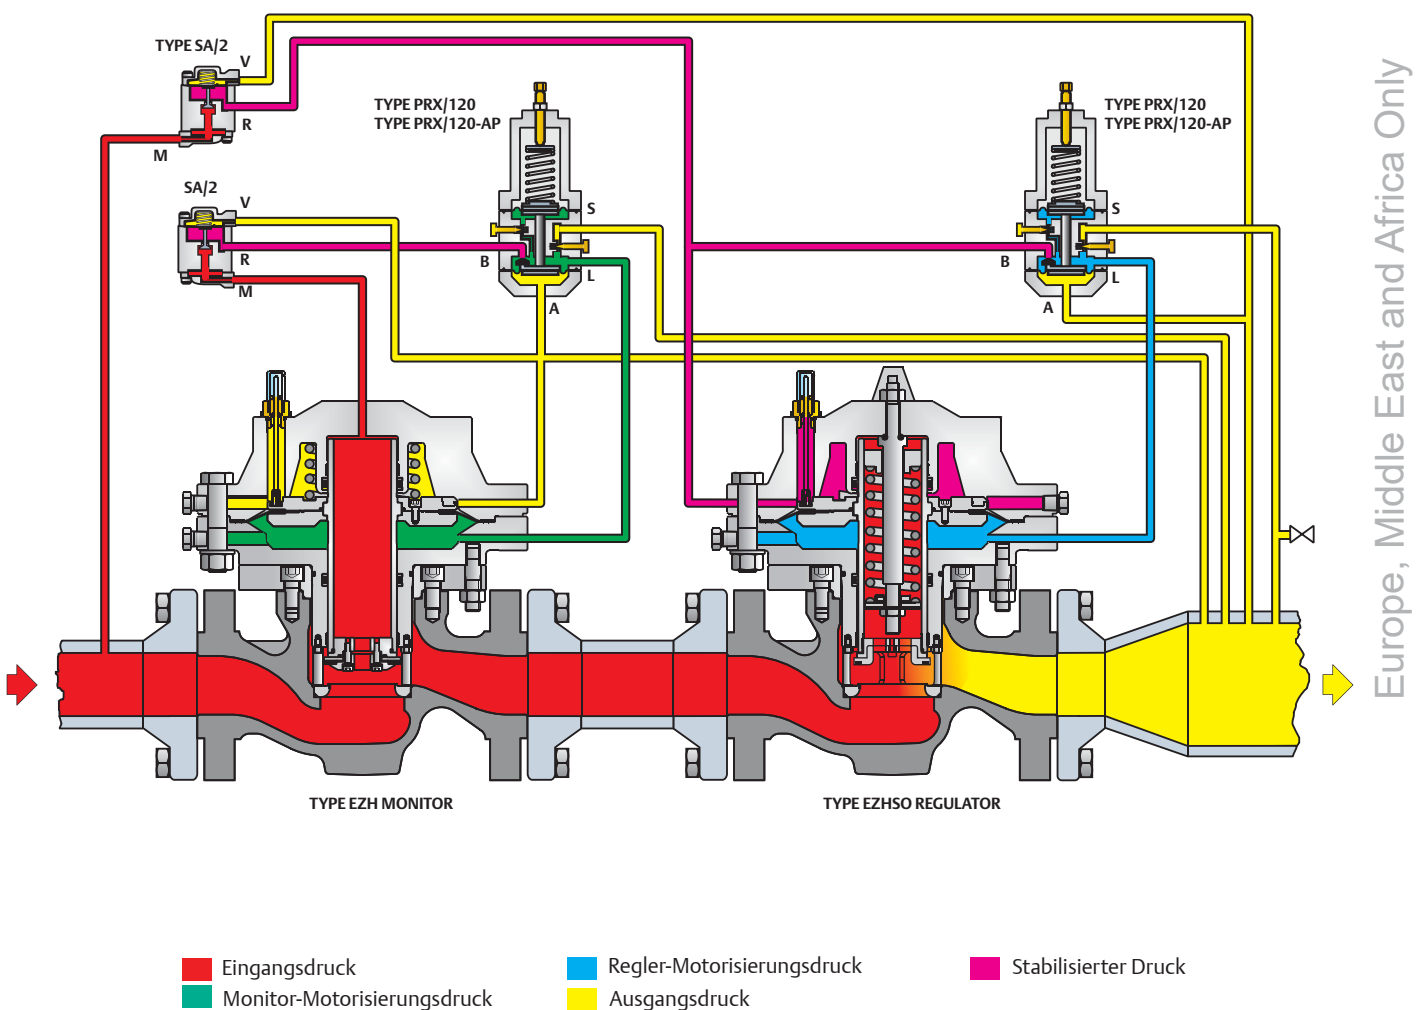 TYPE SA/2
V
R
M
SA/2
V
R
M
TYPE PRX/120
TYPE PRX/120-AP
S
B
L
A
TYPE PRX/120
TYPE PRX/120-AP
S
B
L
A
Europe, Middle East and Africa Only
TYPE EZH MONITOR
TYPE EZHSO REGULATOR
Eingangsdruck
Regler-Motorisierungsdruck
Stabilisierter Druck
Monitor-Motorisierungsdruck
Ausgangsdruck